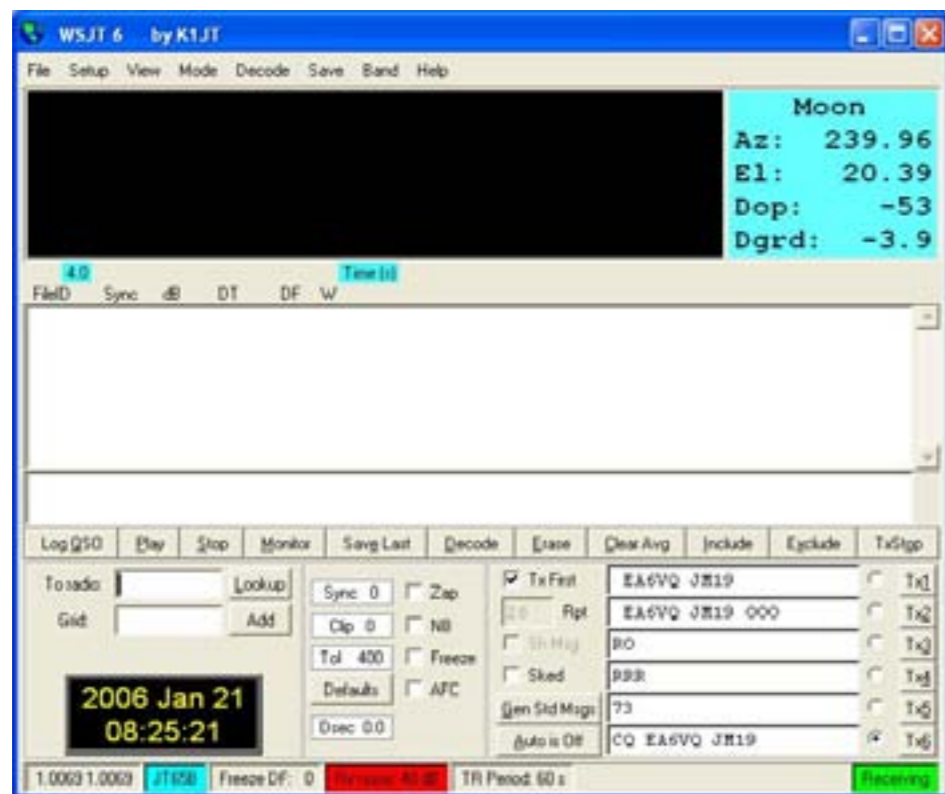 WSJT 6 by K1JT
File Setup View Mode Decode Save Band Help
Moon
Az: 239.96
El: 20.39
Dop: -53
Dgrd: -3.9
4.0 Time (s)
FileID Sync dB DT DF W
Log QSO Play Stop Monitor Save Last Decode Erase Clear Avg Include Exclude TxStop
To radio: Lookup
Grid: Add
2006 Jan 21
08:25:21
Sync 0 Zap
Clip 0 NB
Tol 400 Freeze
Defaults AFC
Dsec 0.0
Tx First EA6VQ JM19 Tx1
Rpt EA6VQ JM19 OOO Tx2
Sh Msg RO Tx3
Sked RRR Tx4
Gen Std Msgs 73 Tx5
Auto is Off CQ EA6VQ JM19 Tx6
1.0069 1.0069 JT65B Freeze DF: 0 TR Period: 60 s Receiving